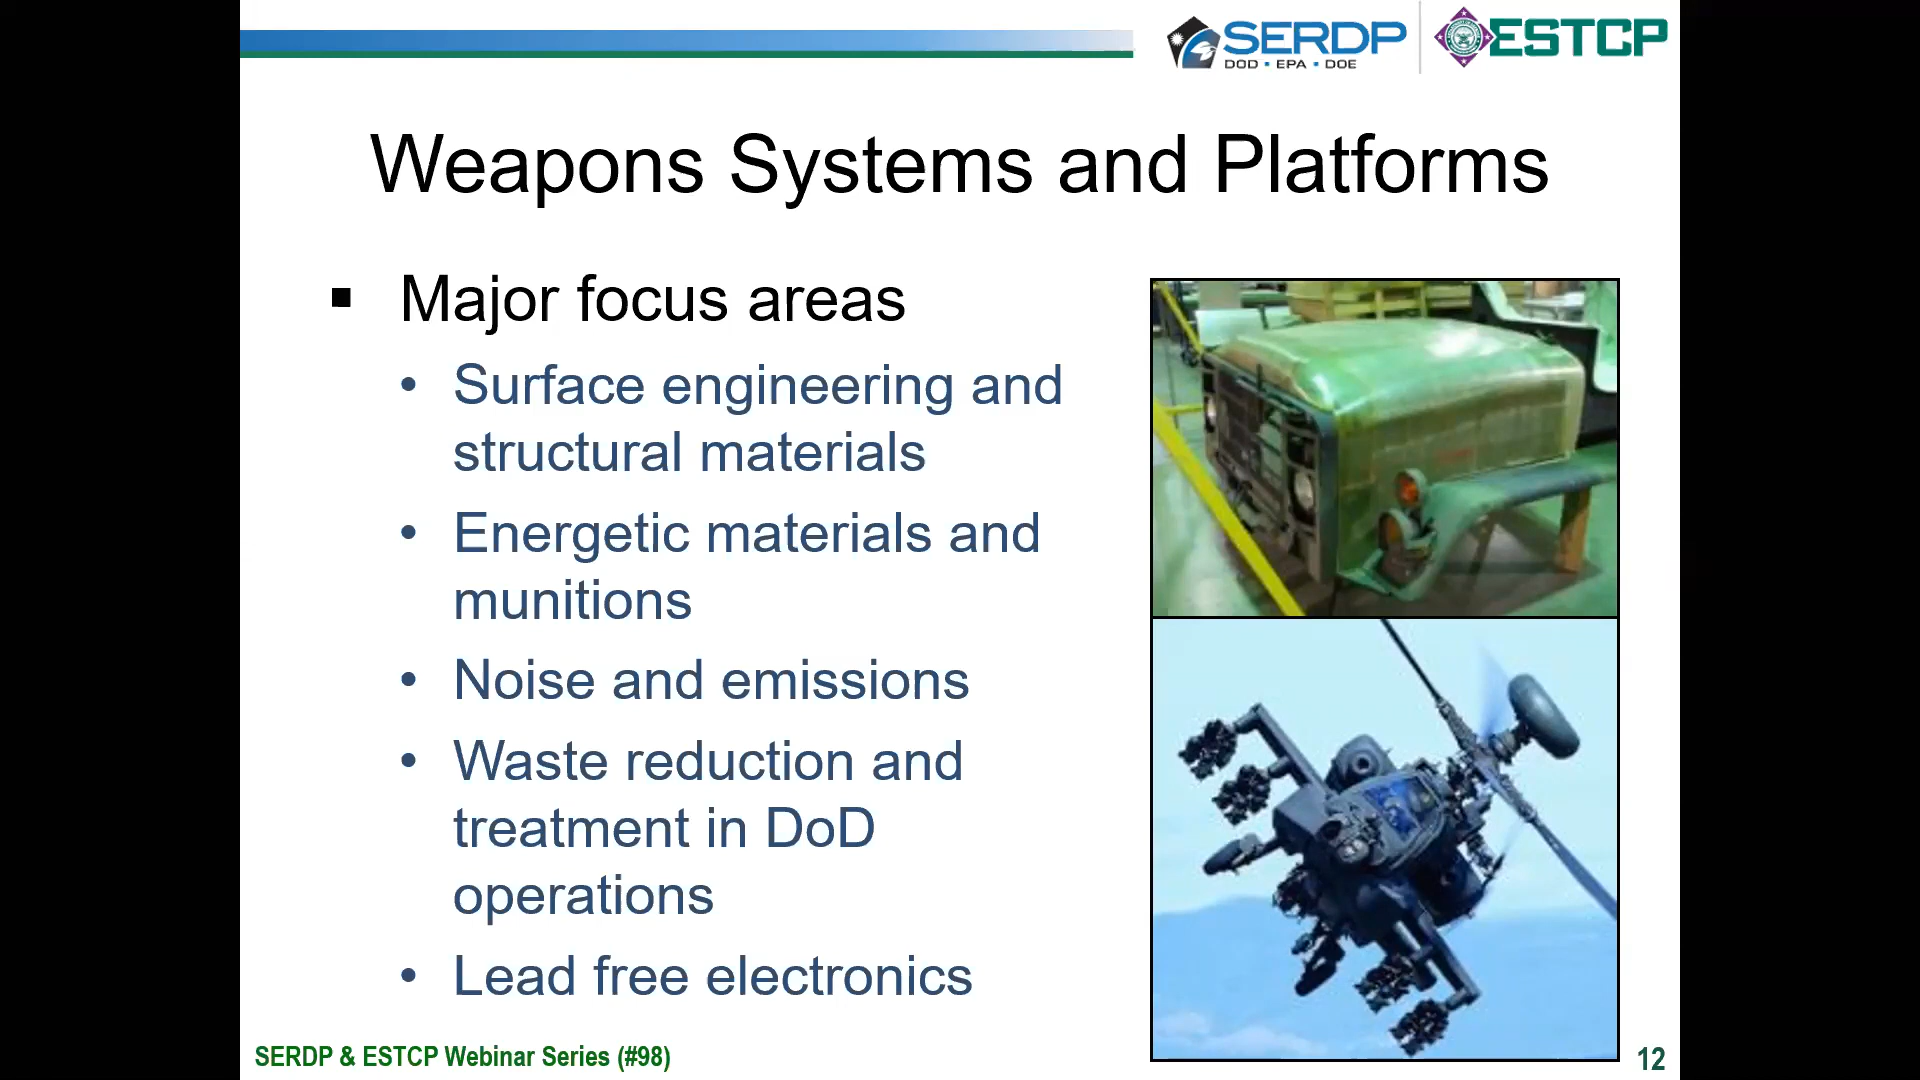 SERDP
DOD • EPA • DOE
ESTCP
Weapons Systems and Platforms
▪ Major focus areas
• Surface engineering and
structural materials
• Energetic materials and
munitions
• Noise and emissions
• Waste reduction and
treatment in DoD
operations
• Lead free electronics
SERDP & ESTCP Webinar Series (#98)
12